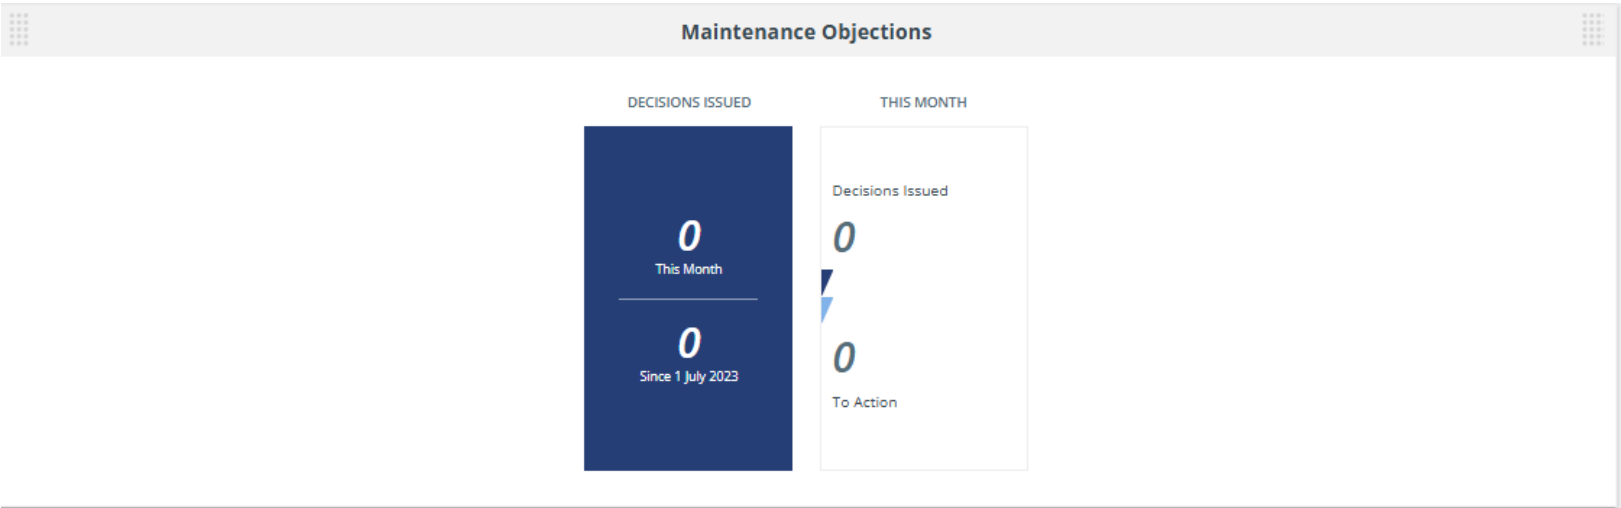 Maintenance Objections
DECISIONS ISSUED
0
This Month
0
Since 1 July 2023
THIS MONTH
Decisions Issued
0
0
To Action